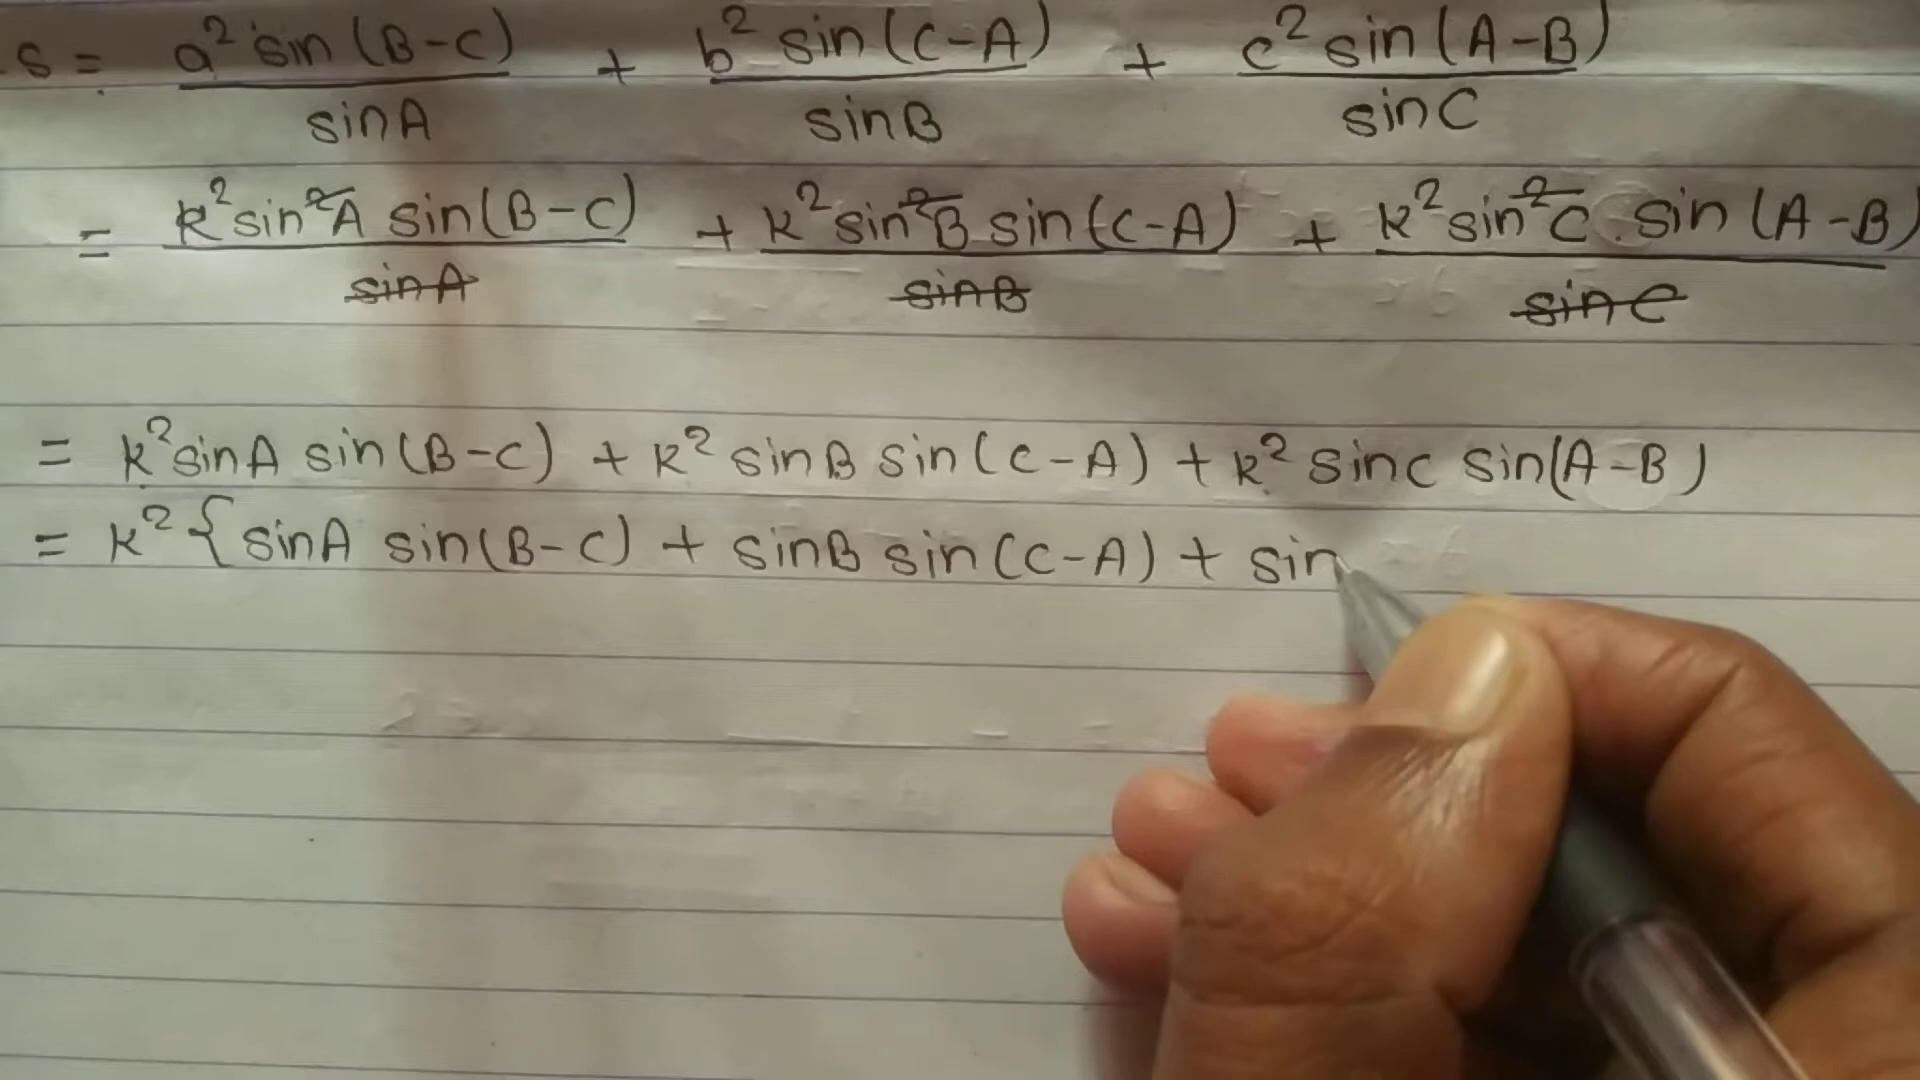 .s = a² sin(B-C) / sinA + b² sin(C-A) / sinB + c² sin(A-B) / sinC
= k² sin²A sin(B-C) / sinA + k² sin²B sin(C-A) / sinB + k² sin²C . sin(A-B) / sinC
= k² sinA sin(B-C) + k² sinB sin(C-A) + k² sinC sin(A-B)
= k² { sinA sin(B-C) + sinB sin(C-A) + sin